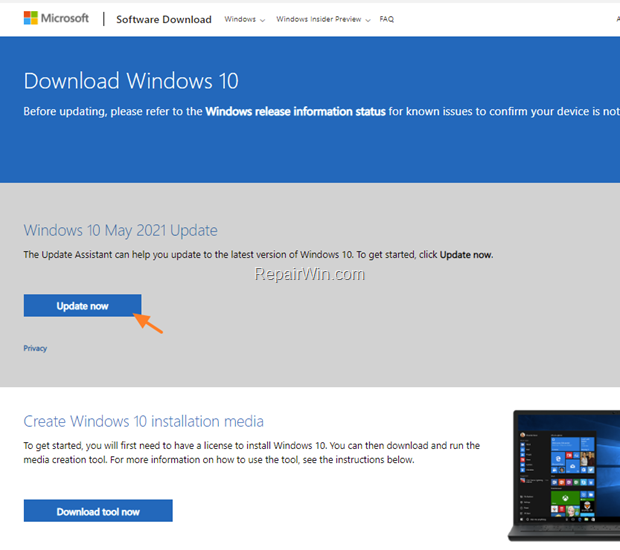 Microsoft | Software Download Windows Windows Insider Preview FAQ
Download Windows 10
Before updating, please refer to the Windows release information status for known issues to confirm your device is not
Windows 10 May 2021 Update
The Update Assistant can help you update to the latest version of Windows 10. To get started, click Update now.
RepairWin.com
Update now
Privacy
Create Windows 10 installation media
To get started, you will first need to have a license to install Windows 10. You can then download and run the
media creation tool. For more information on how to use the tool, see the instructions below.
Download tool now